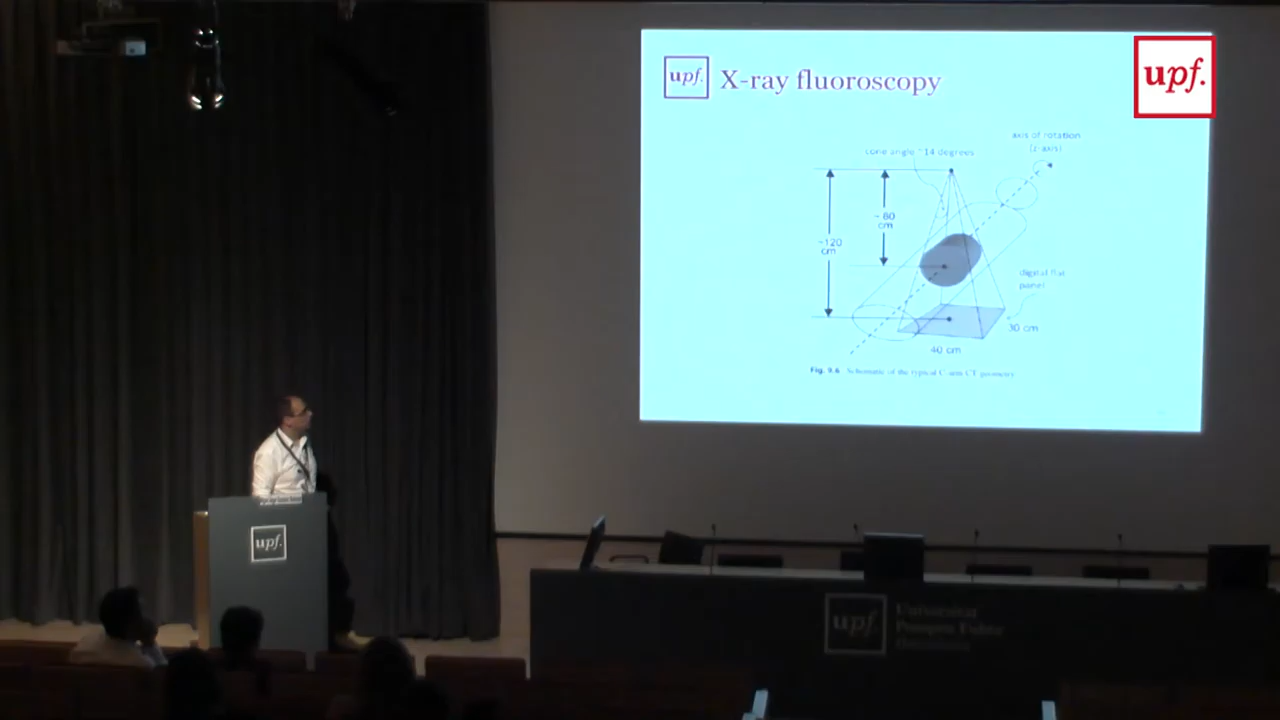 upf.
X-ray fluoroscopy
upf.
axis of rotation
(z-axis)
cone angle ~14 degrees
~ 80
cm
~120
cm
digital flat
panel
30 cm
40 cm
Fig. 9.6 Schematic of the typical C-arm CT geometry
upf.
upf.
Universitat
Pompeu Fabra
Barcelona